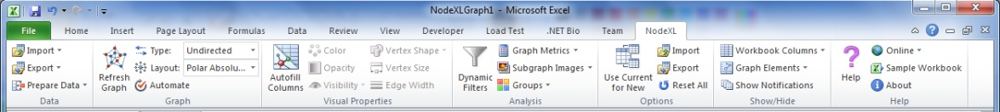 NodeXLGraph1 - Microsoft Excel
File Home Insert Page Layout Formulas Data Review View Developer Load Test .NET Bio Team NodeXL
Import
Export
Prepare Data
Data
Refresh Graph
Type: Undirected
Layout: Polar Absolu...
Automate
Graph
Autofill Columns
Color
Opacity
Visibility
Vertex Shape
Vertex Size
Edge Width
Visual Properties
Dynamic Filters
Graph Metrics
Subgraph Images
Groups
Analysis
Use Current for New
Import
Export
Reset All
Options
Workbook Columns
Graph Elements
Show Notifications
Show/Hide
Help
Online
Sample Workbook
About
Help